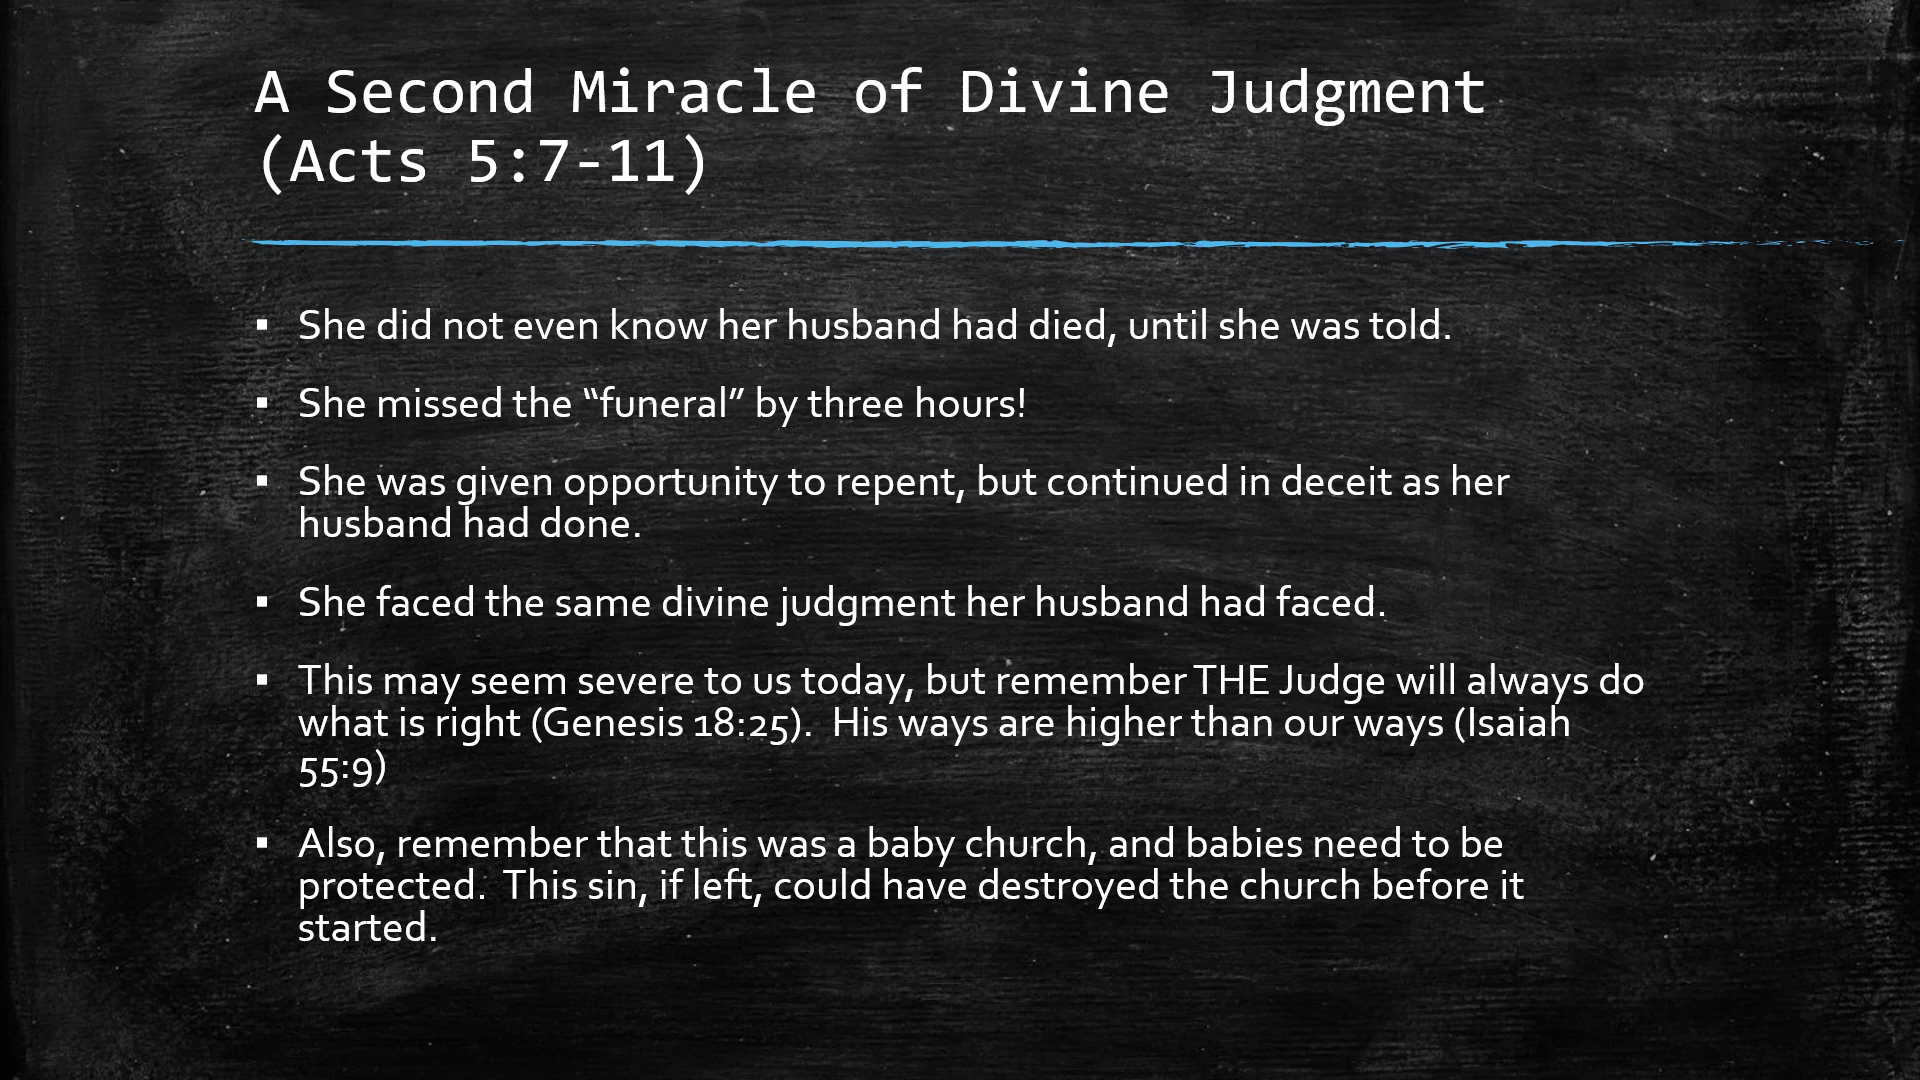 A Second Miracle of Divine Judgment
(Acts 5:7-11)
▪ She did not even know her husband had died, until she was told.
▪ She missed the “funeral” by three hours!
▪ She was given opportunity to repent, but continued in deceit as her
husband had done.
▪ She faced the same divine judgment her husband had faced.
▪ This may seem severe to us today, but remember THE Judge will always do
what is right (Genesis 18:25).  His ways are higher than our ways (Isaiah
55:9)
▪ Also, remember that this was a baby church, and babies need to be
protected.  This sin, if left, could have destroyed the church before it
started.